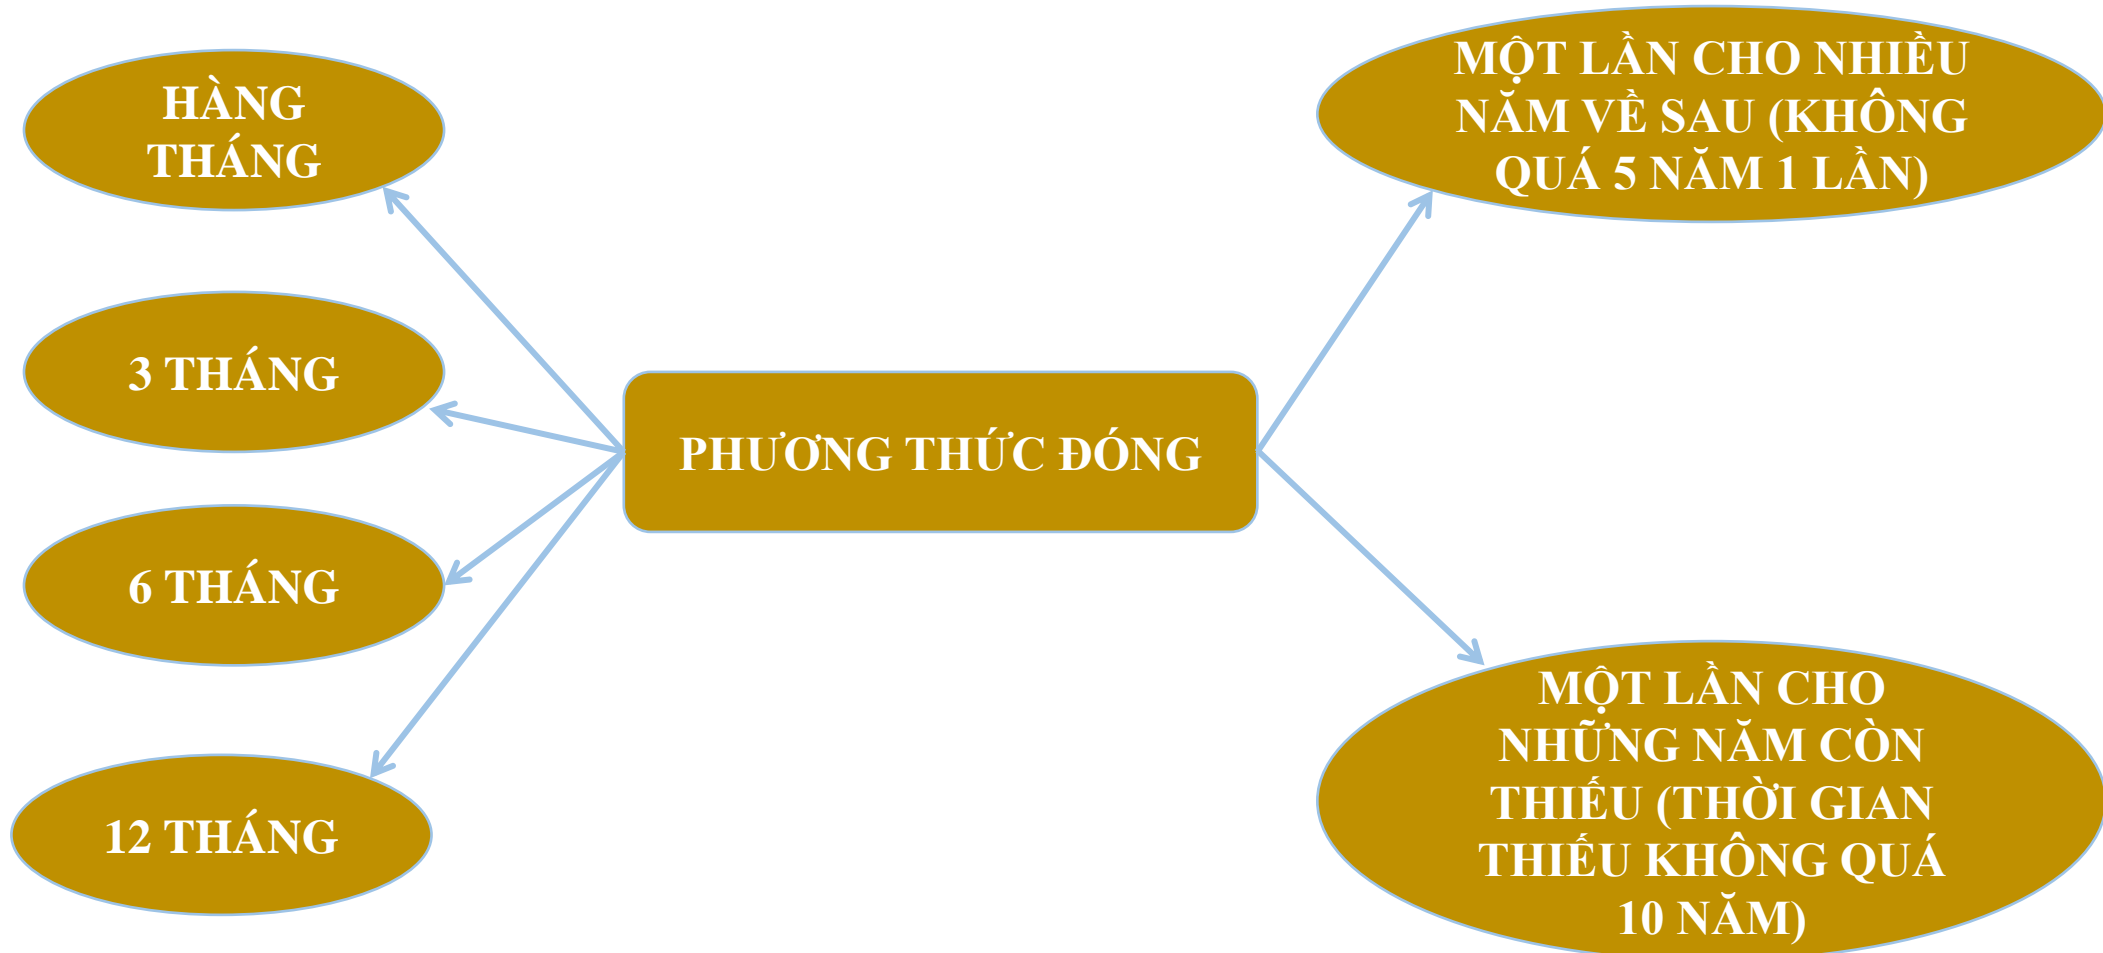 HÀNG
THÁNG
3 THÁNG
6 THÁNG
12 THÁNG
PHƯƠNG THỨC ĐÓNG
MỘT LẦN CHO NHIỀU
NĂM VỀ SAU (KHÔNG
QUÁ 5 NĂM 1 LẦN)
MỘT LẦN CHO
NHỮNG NĂM CÒN
THIẾU (THỜI GIAN
THIẾU KHÔNG QUÁ
10 NĂM)